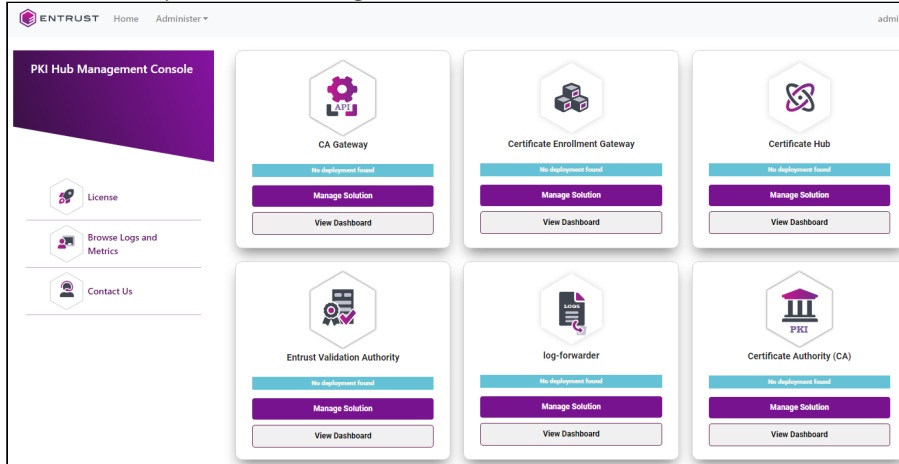 ENTRUST Home Administer
PKI Hub Management Console
License
Browse Logs and
Metrics
Contact Us
API
CA Gateway
No deployment found
Manage Solution
View Dashboard
Certificate Enrollment Gateway
No deployment found
Manage Solution
View Dashboard
Certificate Hub
No deployment found
Manage Solution
View Dashboard
Entrust Validation Authority
No deployment found
Manage Solution
View Dashboard
LOGS
log-forwarder
No deployment found
Manage Solution
View Dashboard
PKI
Certificate Authority (CA)
No deployment found
Manage Solution
View Dashboard